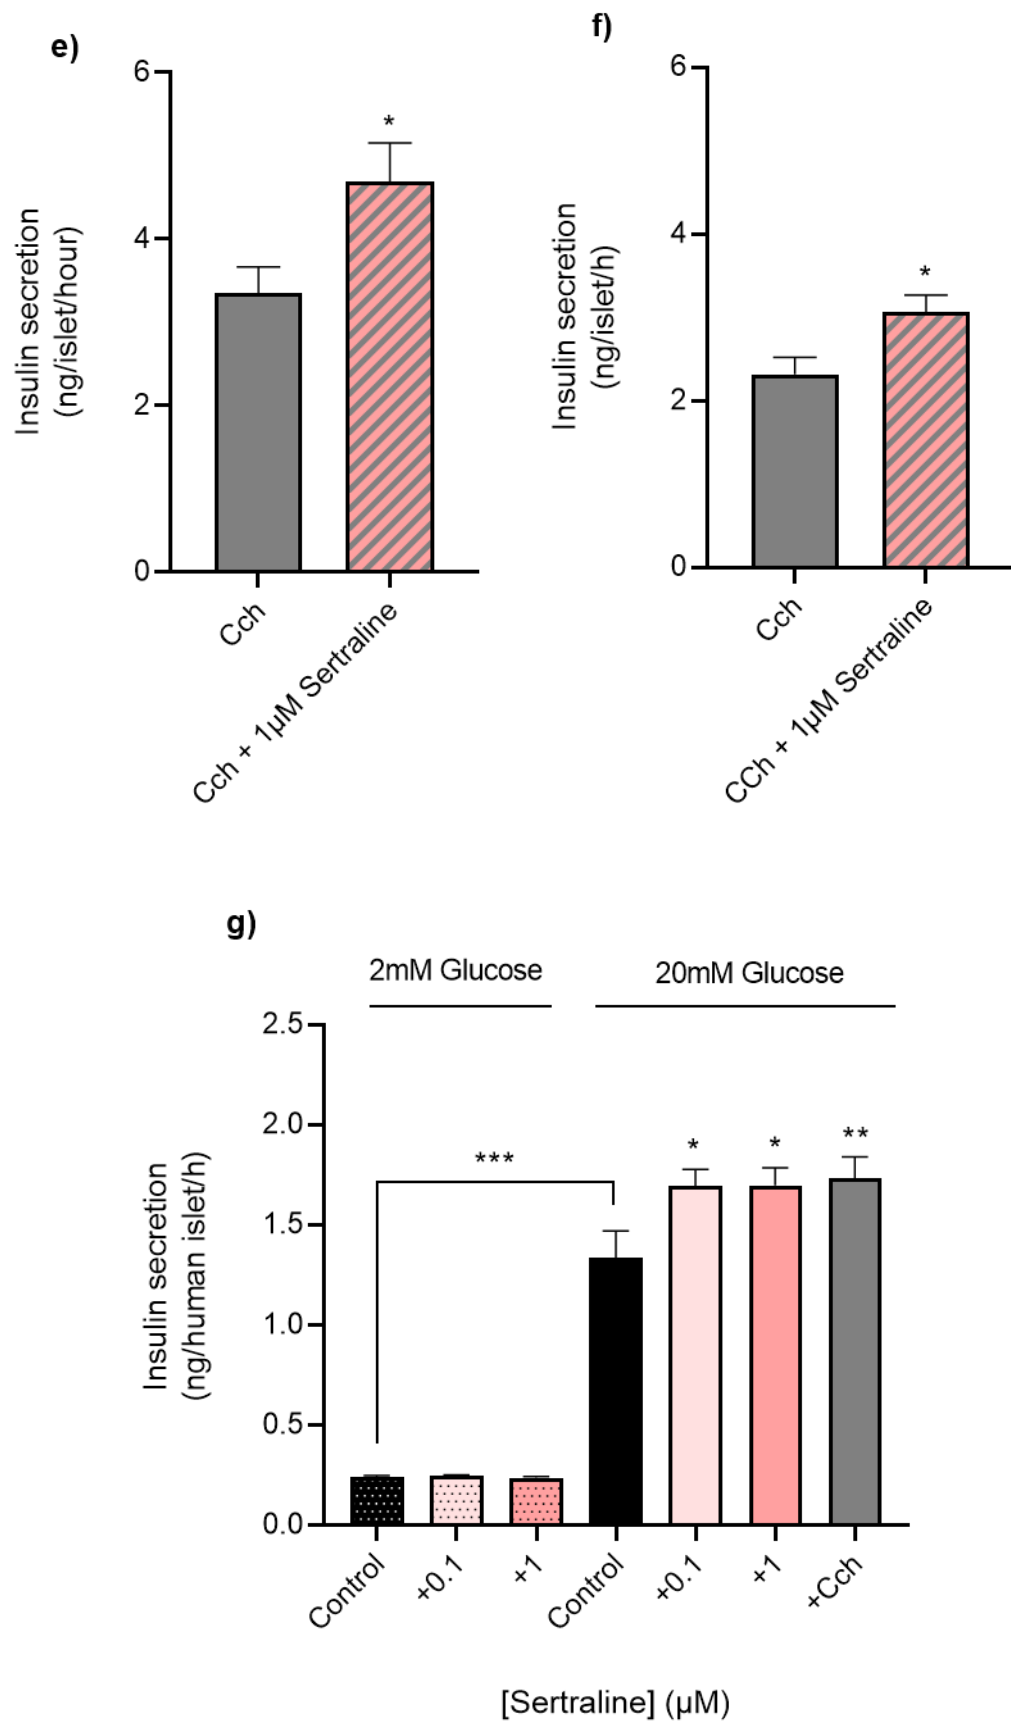 e)
6
4
2
0
Insulin secretion
(ng/islet/hour)
*
Cch
Cch + 1µM Sertraline
f)
6
4
2
0
Insulin secretion
(ng/islet/h)
*
Cch
CCh + 1µM Sertraline
g)
2mM Glucose
20mM Glucose
2.5
2.0
1.5
1.0
0.5
0.0
Insulin secretion
(ng/human islet/h)
***
*
*
**
Control
+0.1
+1
Control
+0.1
+1
+Cch
[Sertraline] (µM)